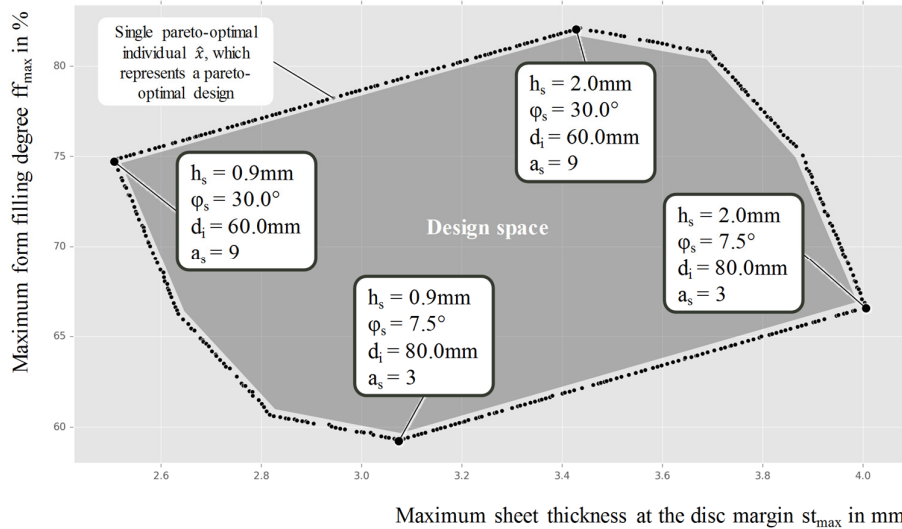 Maximum form filling degree ff_max in %
Single pareto-optimal
individual x̂, which
represents a pareto-
optimal design
80
75
70
65
60
h_s = 2.0mm
φ_s = 30.0°
d_i = 60.0mm
a_s = 9
h_s = 0.9mm
φ_s = 30.0°
d_i = 60.0mm
a_s = 9
Design space
h_s = 2.0mm
φ_s = 7.5°
d_i = 80.0mm
a_s = 3
h_s = 0.9mm
φ_s = 7.5°
d_i = 80.0mm
a_s = 3
2.6 2.8 3.0 3.2 3.4 3.6 3.8 4.0
Maximum sheet thickness at the disc margin st_max in mm